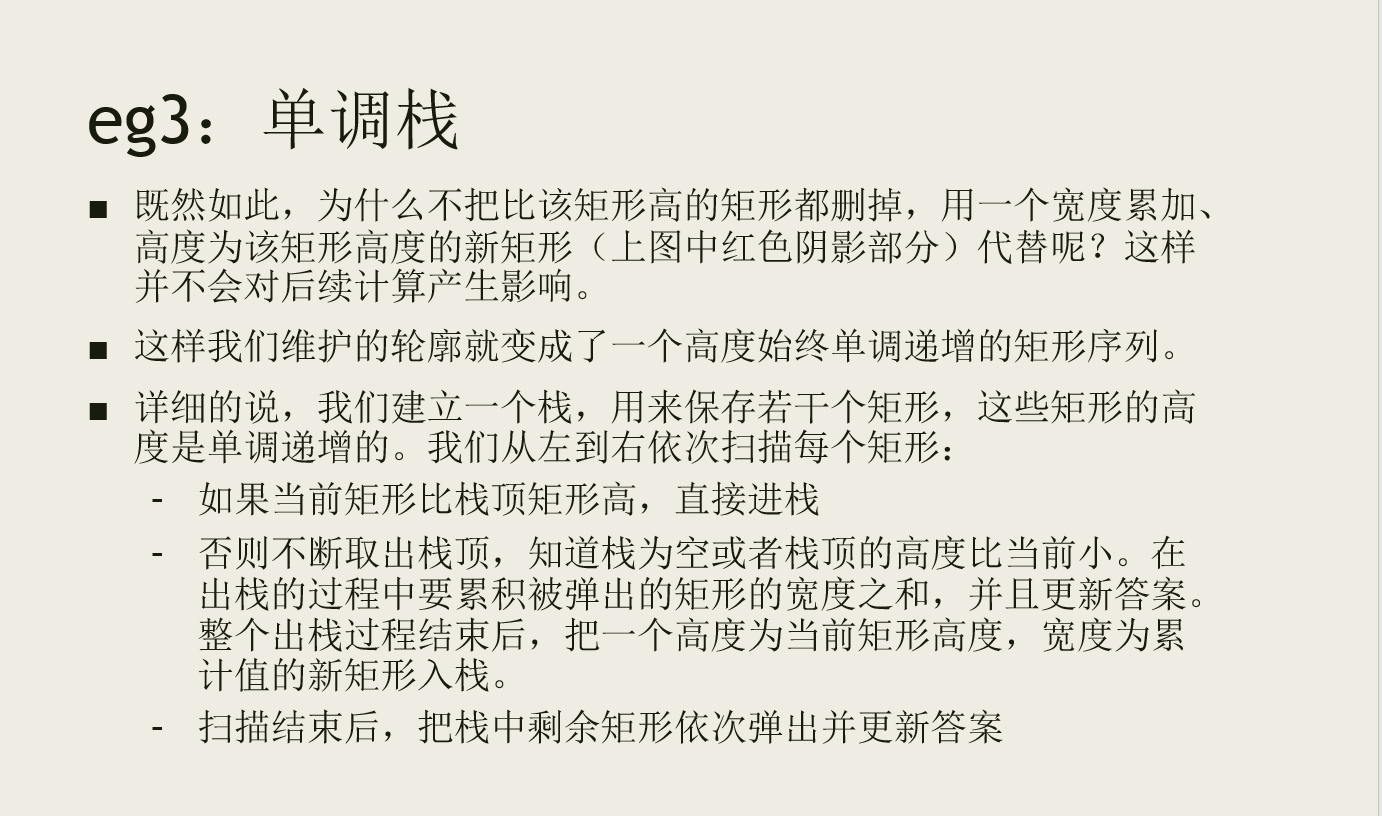 eg3：单调栈
■ 既然如此，为什么不把比该矩形高的矩形都删掉，用一个宽度累加、
高度为该矩形高度的新矩形（上图中红色阴影部分）代替呢？这样
并不会对后续计算产生影响。
■ 这样我们维护的轮廓就变成了一个高度始终单调递增的矩形序列。
■ 详细的说，我们建立一个栈，用来保存若干个矩形，这些矩形的高
度是单调递增的。我们从左到右依次扫描每个矩形：
- 如果当前矩形比栈顶矩形高，直接进栈
- 否则不断取出栈顶，知道栈为空或者栈顶的高度比当前小。在
出栈的过程中要累积被弹出的矩形的宽度之和，并且更新答案。
整个出栈过程结束后，把一个高度为当前矩形高度，宽度为累
计值的新矩形入栈。
- 扫描结束后，把栈中剩余矩形依次弹出并更新答案